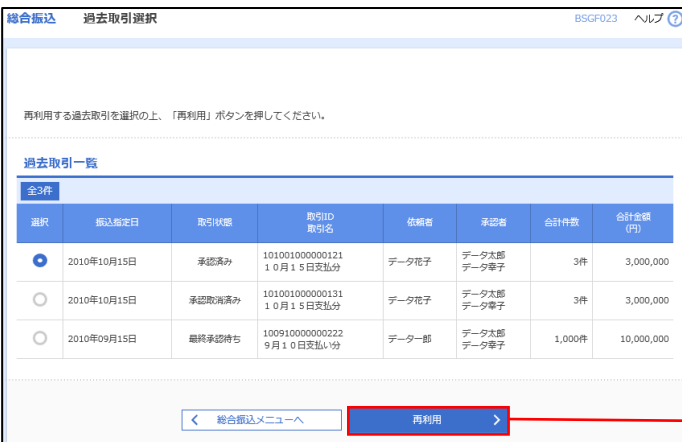 総合振込 過去取引選択 BSGF023 ヘルプ ?
再利用する過去取引を選択の上、「再利用」ボタンを押してください。
過去取引一覧
全3件
選択 振込指定日 取引状態 取引ID 依頼者 承認者 合計件数 合計金額
取引名 (円)
2010年10月15日 承認済み 101001000000121 データ花子 データ太郎 3件 3,000,000
10月15日支払分 データ幸子
2010年10月15日 承認取消済み 101001000000131 データ花子 データ太郎 3件 3,000,000
10月15日支払分 データ幸子
2010年09月15日 最終承認待ち 100910000000222 データ一郎 データ太郎 1,000件 10,000,000
9月10日支払い分 データ幸子
総合振込メニューへ 再利用